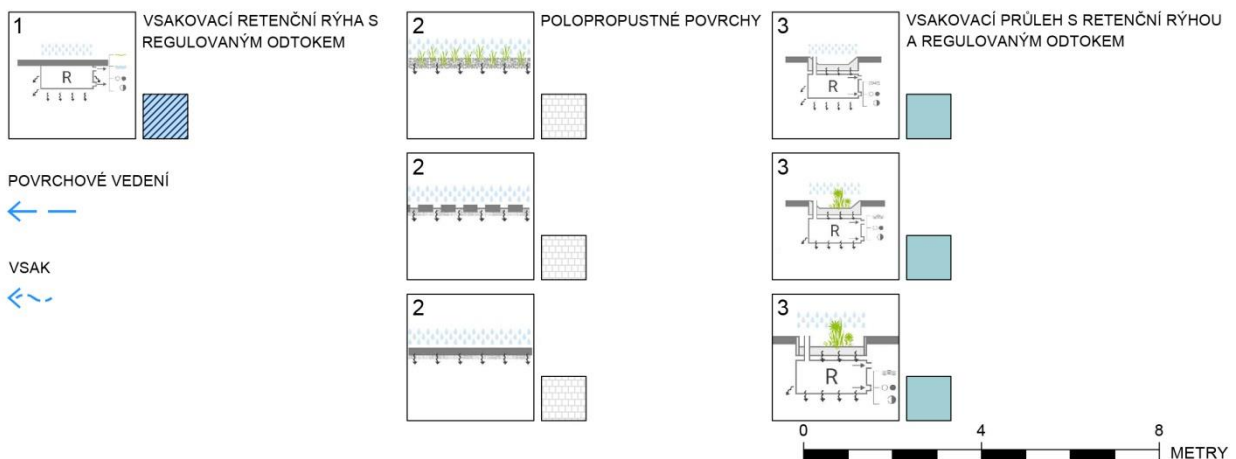 1
VSAKOVACÍ RETENČNÍ RÝHA S
REGULOVANÝM ODTOKEM
R
POVRCHOVÉ VEDENÍ
VSAK
2
POLOPROPUSTNÉ POVRCHY
2
2
3
VSAKOVACÍ PRŮLEH S RETENČNÍ RÝHOU
A REGULOVANÝM ODTOKEM
R
3
R
3
R
0 4 8
METRY